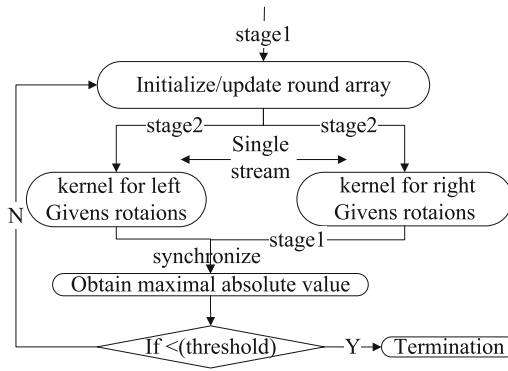 stage1
Initialize/update round array
stage2
stage2
Single
stream
kernel for left
Givens rotaions
kernel for right
Givens rotaions
N
stage1
synchronize
Obtain maximal absolute value
If <(threshold)
Y
Termination